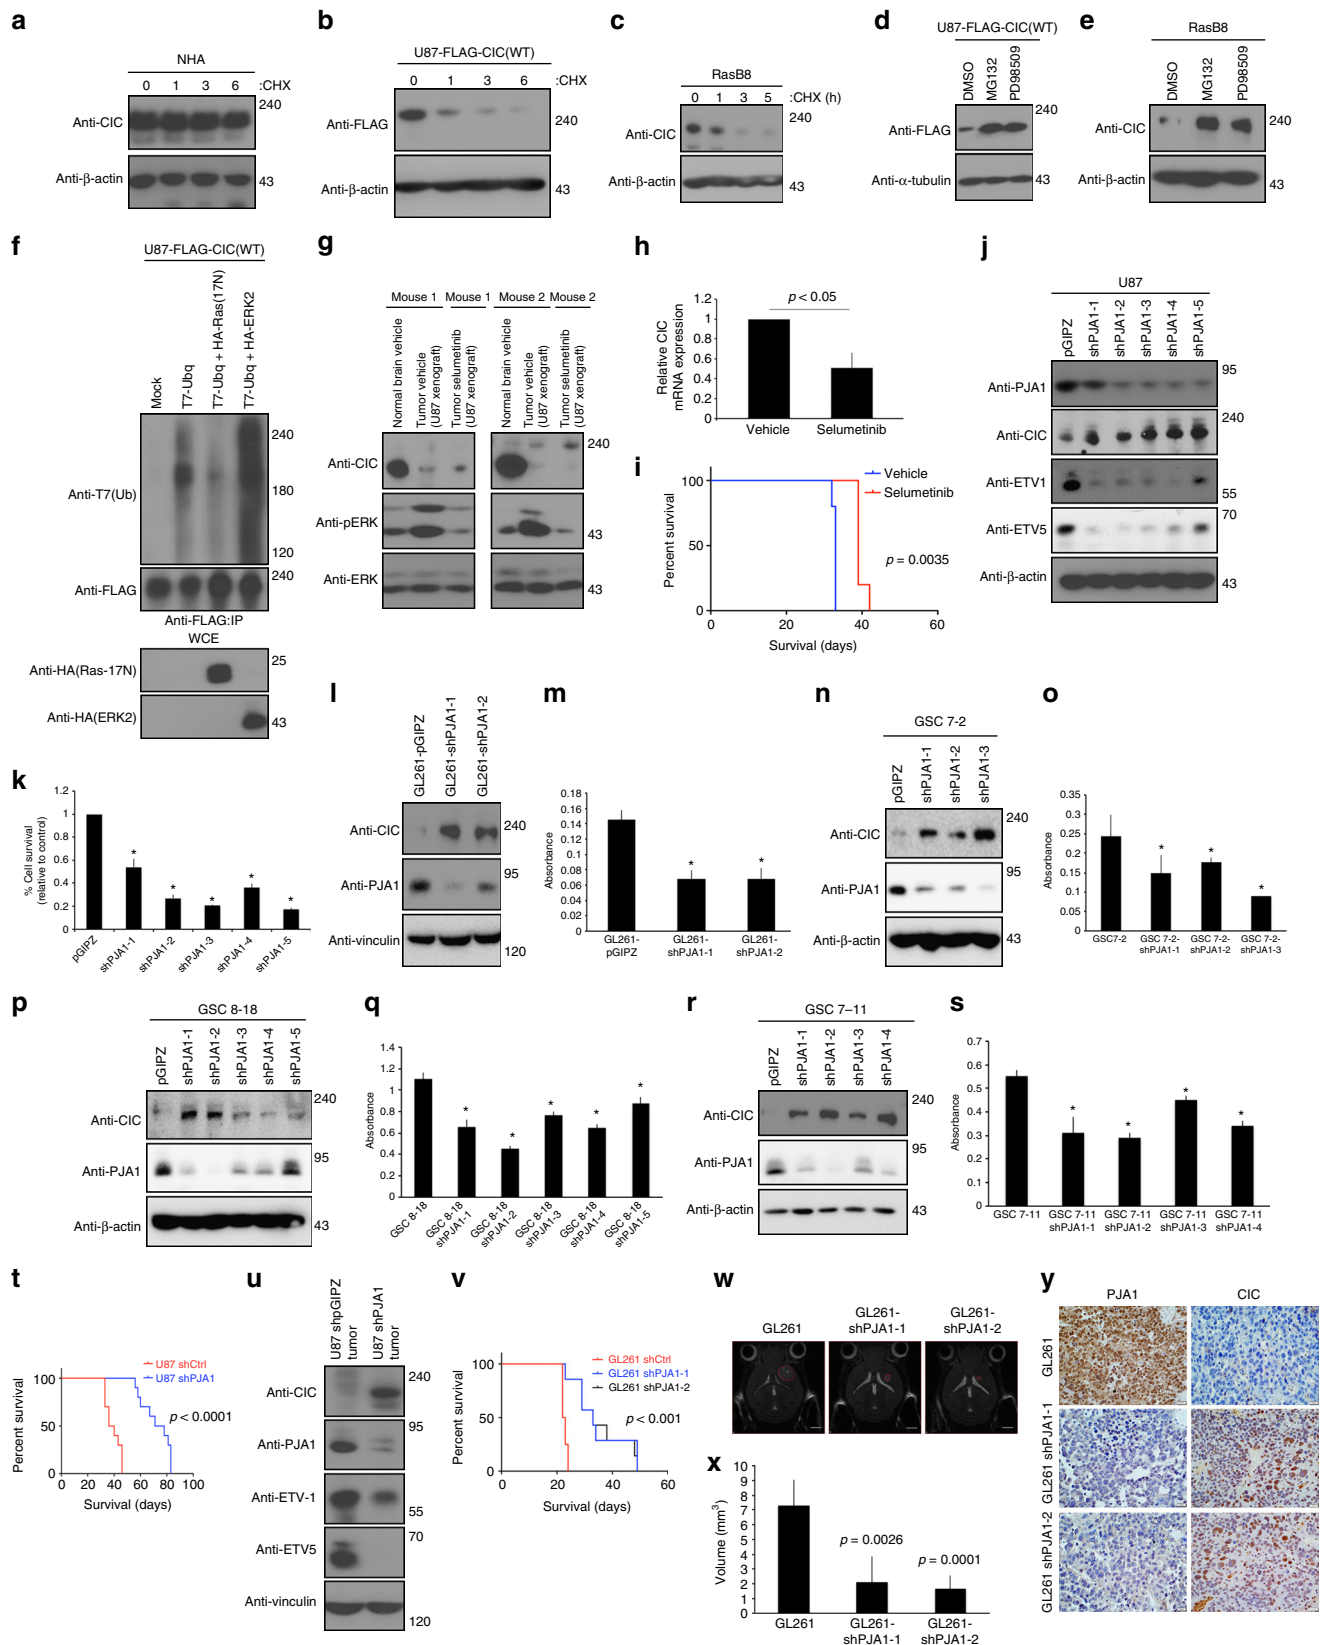 a
NHA
0 1 3 6 :CHX
240
Anti-CIC
Anti-β-actin
43
b
U87-FLAG-CIC(WT)
0 1 3 6 :CHX
Anti-FLAG
240
Anti-β-actin
43
c
RasB8
0 1 3 5 :CHX (h)
240
Anti-CIC
Anti-β-actin
43
d
U87-FLAG-CIC(WT)
DMSO
MG132
PD98509
240
Anti-FLAG
Anti-α-tubulin
43
e
RasB8
DMSO
MG132
PD98509
240
Anti-CIC
Anti-β-actin
43
f
U87-FLAG-CIC(WT)
Mock
T7-Ubq
T7-Ubq + HA-Ras(17N)
T7-Ubq + HA-ERK2
240
Anti-T7(Ub)
180
120
240
Anti-FLAG
Anti-FLAG:IP
WCE
Anti-HA(Ras-17N)
25
Anti-HA(ERK2)
43
g
Mouse 1 Mouse 1 Mouse 2 Mouse 2
Normal brain vehicle
Tumor vehicle
(U87 xenograft)
Tumor selumetinib
(U87 xenograft)
Normal brain vehicle
Tumor vehicle
(U87 xenograft)
Tumor selumetinib
(U87 xenograft)
240
Anti-CIC
Anti-pERK
43
Anti-ERK
43
h
Relative CIC
mRNA expression
1.2
1
0.8
0.6
0.4
0.2
0
p < 0.05
Vehicle Selumetinib
i
Vehicle
Selumetinib
Percent survival
100
50
0
p = 0.0035
0 20 40 60
Survival (days)
j
U87
pGIPZ
shPJA1-1
shPJA1-2
shPJA1-3
shPJA1-4
shPJA1-5
95
Anti-PJA1
240
Anti-CIC
Anti-ETV1
55
70
Anti-ETV5
Anti-β-actin
43
k
% Cell survival
(relative to control)
1.2
1
0.8
0.6
0.4
0.2
0
* * * * *
pGIPZ
shPJA1-1
shPJA1-2
shPJA1-3
shPJA1-4
shPJA1-5
l
GL261-pGIPZ
GL261-shPJA1-1
GL261-shPJA1-2
Anti-CIC
240
95
Anti-PJA1
Anti-vinculin
120
m
Absorbance
0.18
0.16
0.14
0.12
0.1
0.08
0.06
0.04
0.02
0
* *
GL261-
pGIPZ
GL261-
shPJA1-1
GL261-
shPJA1-2
n
GSC 7-2
pGIPZ
shPJA1-1
shPJA1-2
shPJA1-3
240
Anti-CIC
95
Anti-PJA1
Anti-β-actin
43
o
Absorbance
0.35
0.3
0.25
0.2
0.15
0.1
0.05
0
* * *
GSC7-2
GSC 7-2-
shPJA1-1
GSC 7-2-
shPJA1-2
GSC 7-2-
shPJA1-3
p
GSC 8-18
pGIPZ
shPJA1-1
shPJA1-2
shPJA1-3
shPJA1-4
shPJA1-5
240
Anti-CIC
95
Anti-PJA1
Anti-β-actin
43
q
Absorbance
1.4
1.2
1
0.8
0.6
0.4
0.2
0
* * * * *
GSC 8-18
GSC 8-18
shPJA1-1
GSC 8-18
shPJA1-2
GSC 8-18
shPJA1-3
GSC 8-18
shPJA1-4
GSC 8-18
shPJA1-5
r
GSC 7–11
pGIPZ
shPJA1-1
shPJA1-2
shPJA1-3
shPJA1-4
240
Anti-CIC
95
Anti-PJA1
Anti-β-actin
43
s
Absorbance
0.7
0.6
0.5
0.4
0.3
0.2
0.1
0
* * * *
GSC 7-11
GSC 7-11
shPJA1-1
GSC 7-11
shPJA1-2
GSC 7-11
shPJA1-3
GSC 7-11
shPJA1-4
t
U87 shCtrl
U87 shPJA1
Percent survival
100
50
0
p < 0.0001
0 20 40 60 80 100
Survival (days)
u
U87 shpGIPZ
tumor
U87 shPJA1
tumor
240
Anti-CIC
95
Anti-PJA1
Anti-ETV-1
55
70
Anti-ETV5
Anti-vinculin
120
v
GL261 shCtrl
GL261 shPJA1-1
GL261 shPJA1-2
Percent survival
100
50
0
p < 0.001
0 20 40 60
Survival (days)
w
GL261
GL261-
shPJA1-1
GL261-
shPJA1-2
x
Volume (mm³)
10
9
8
7
6
5
4
3
2
1
0
p = 0.0026
p = 0.0001
GL261
GL261-
shPJA1-1
GL261-
shPJA1-2
y
PJA1 CIC
GL261
GL261 shPJA1-1
GL261 shPJA1-2